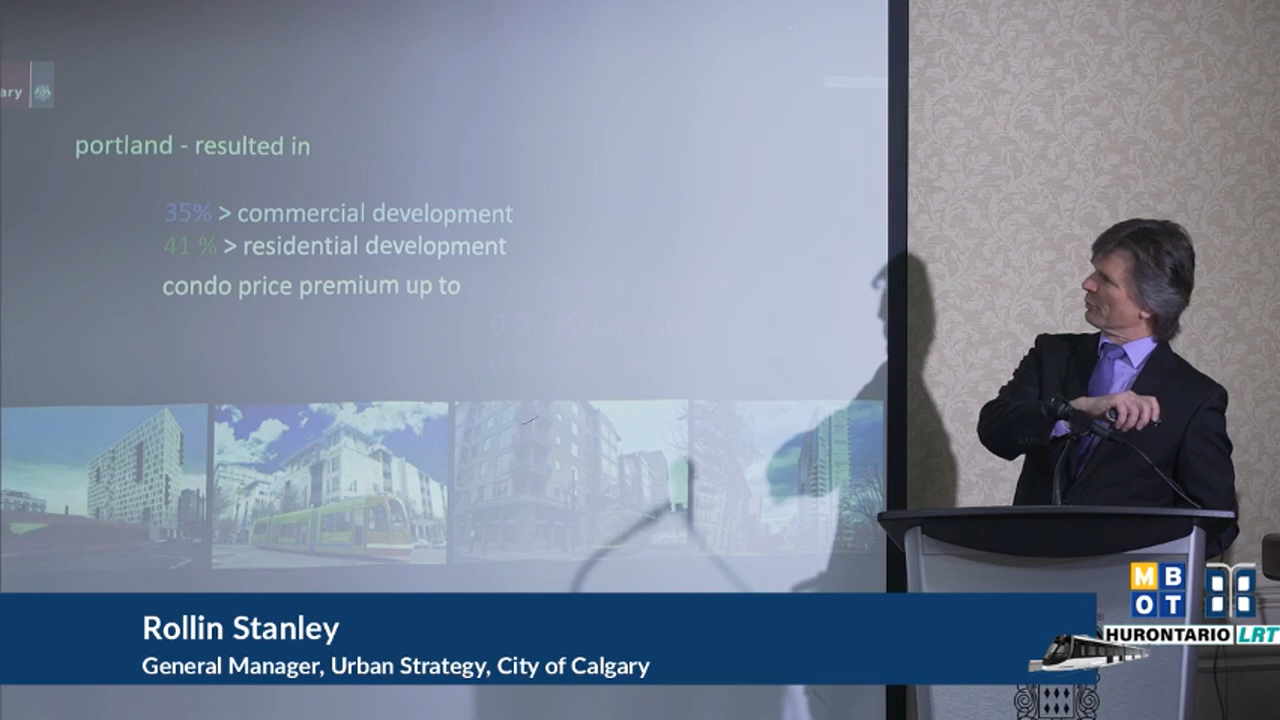 ary
portland - resulted in
35% > commercial development
41 % > residential development
condo price premium up to
Rollin Stanley
General Manager, Urban Strategy, City of Calgary
M B
O T
HURONTARIO LRT